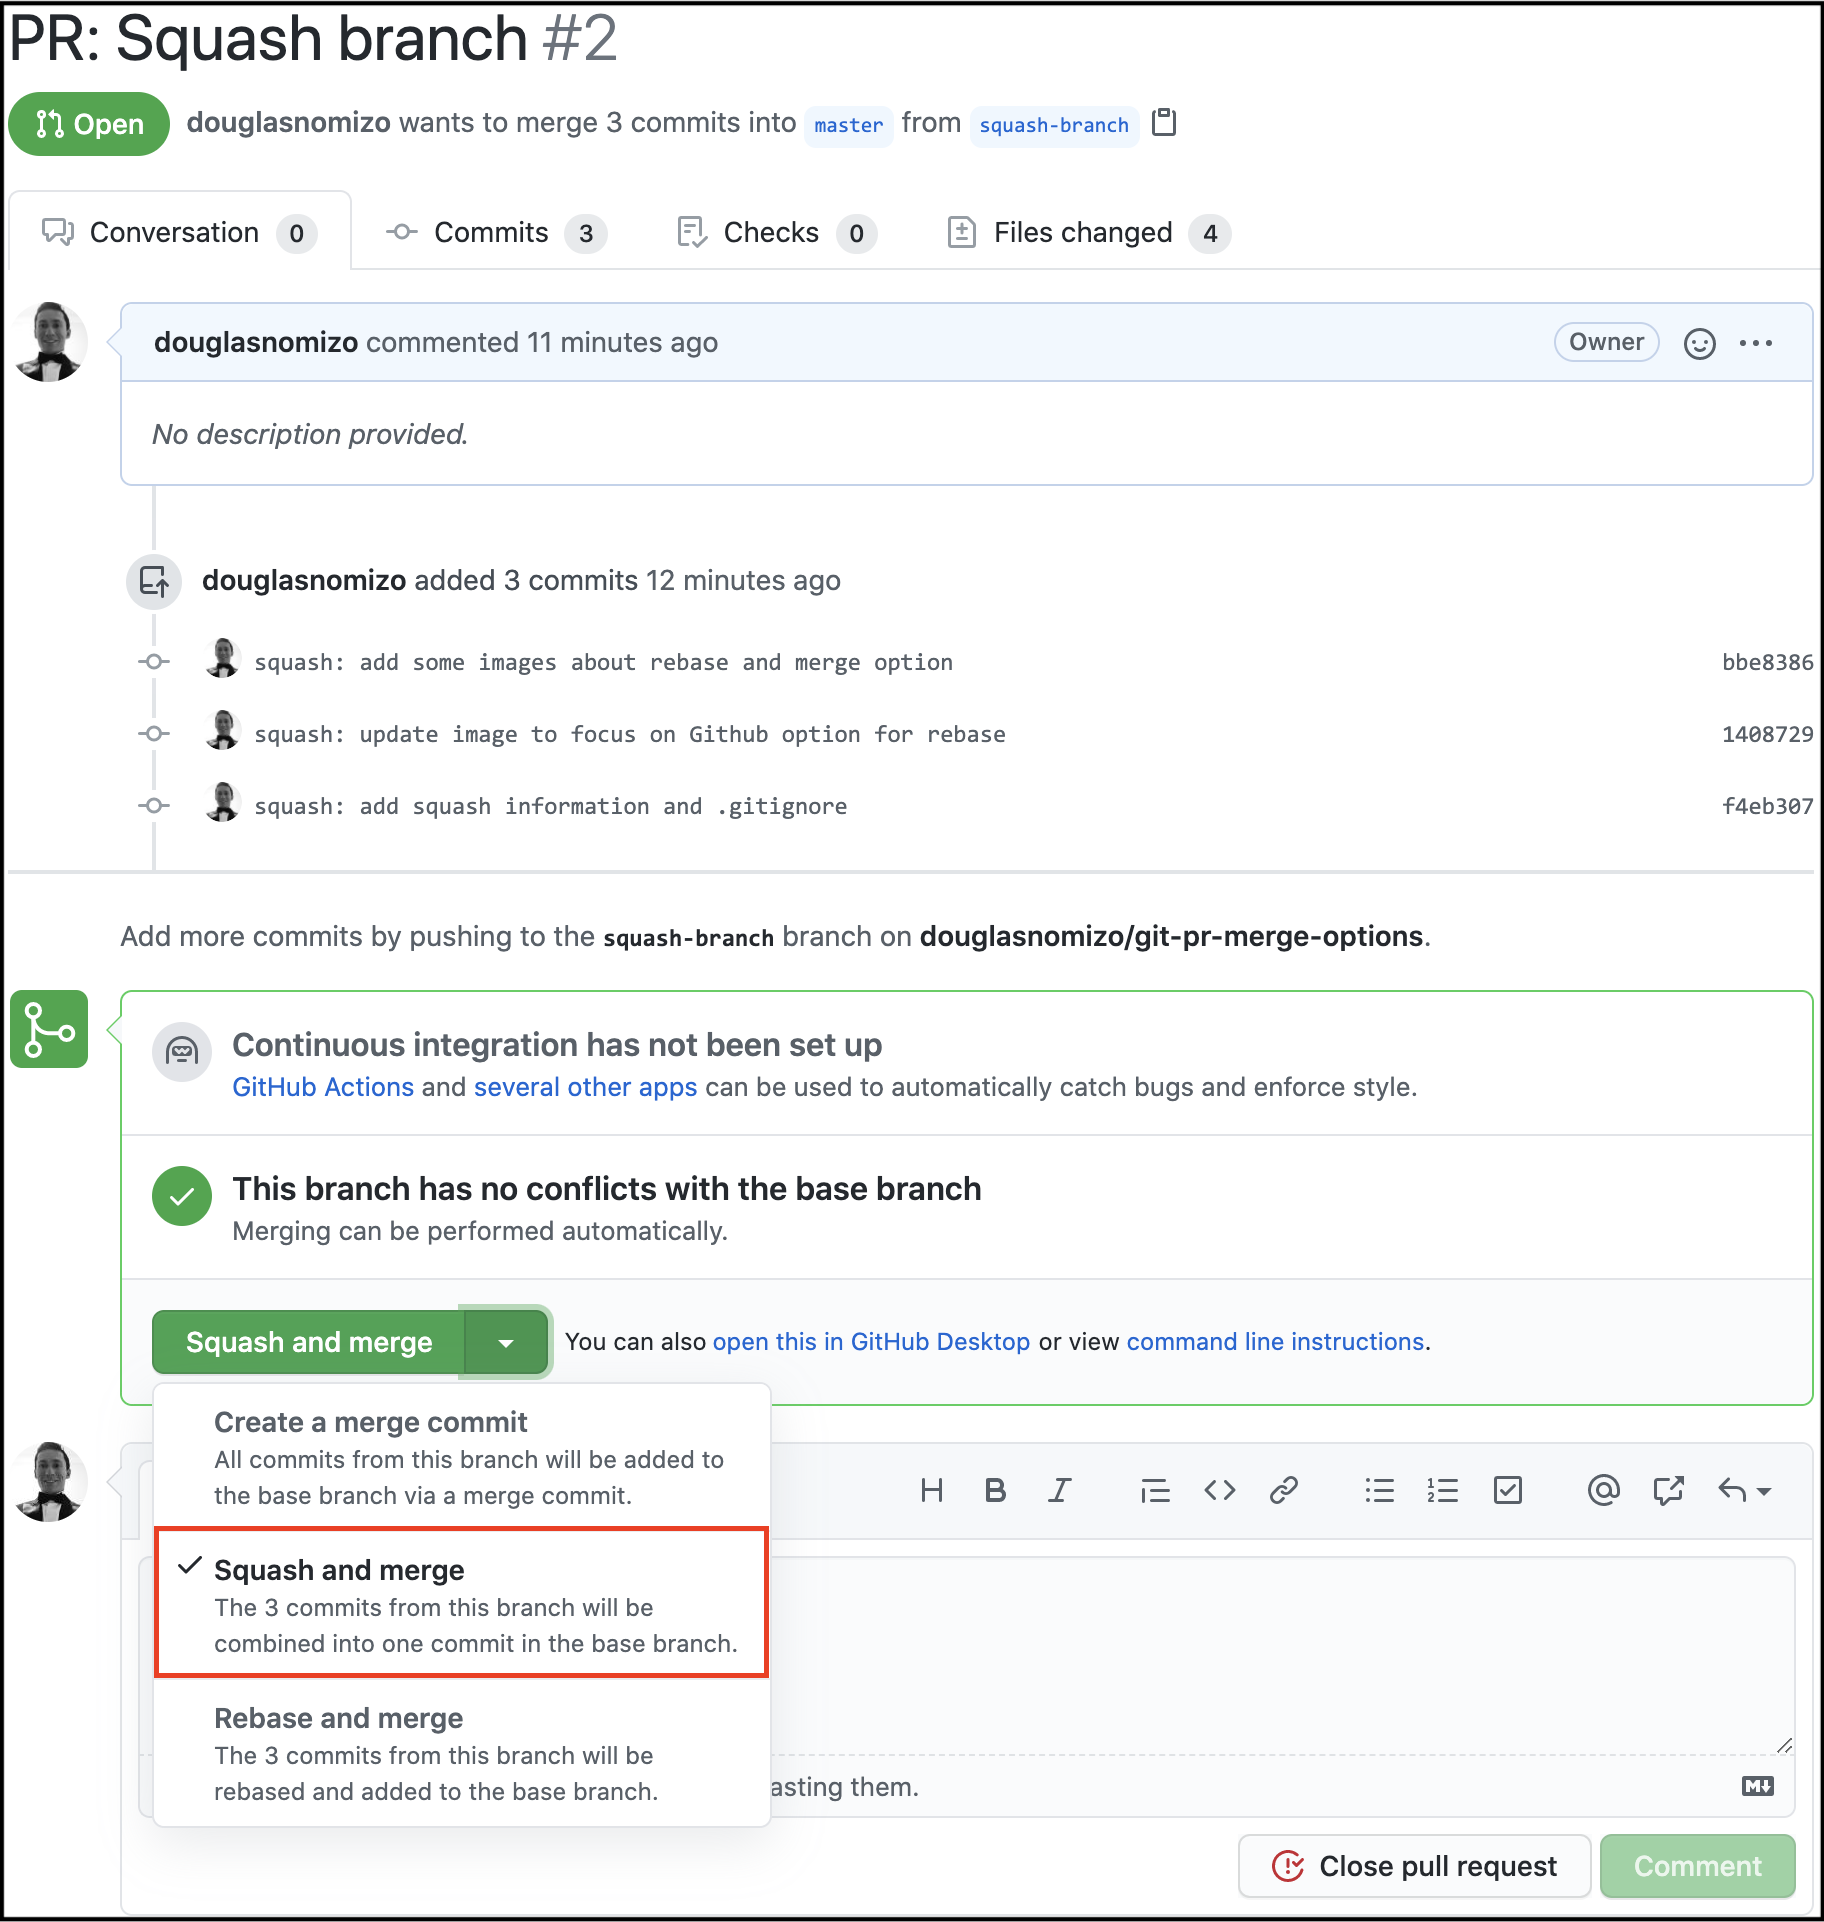 PR: Squash branch #2
Open douglasnomizo wants to merge 3 commits into master from squash-branch
Conversation 0 Commits 3 Checks 0 Files changed 4
douglasnomizo commented 11 minutes ago Owner
No description provided.
douglasnomizo added 3 commits 12 minutes ago
squash: add some images about rebase and merge option bbe8386
squash: update image to focus on Github option for rebase 1408729
squash: add squash information and .gitignore f4eb307
Add more commits by pushing to the squash-branch branch on douglasnomizo/git-pr-merge-options.
Continuous integration has not been set up
GitHub Actions and several other apps can be used to automatically catch bugs and enforce style.
This branch has no conflicts with the base branch
Merging can be performed automatically.
Squash and merge You can also open this in GitHub Desktop or view command line instructions.
Create a merge commit
All commits from this branch will be added to
the base branch via a merge commit.
Squash and merge
The 3 commits from this branch will be
combined into one commit in the base branch.
Rebase and merge
The 3 commits from this branch will be
rebased and added to the base branch.
asting them.
Close pull request Comment